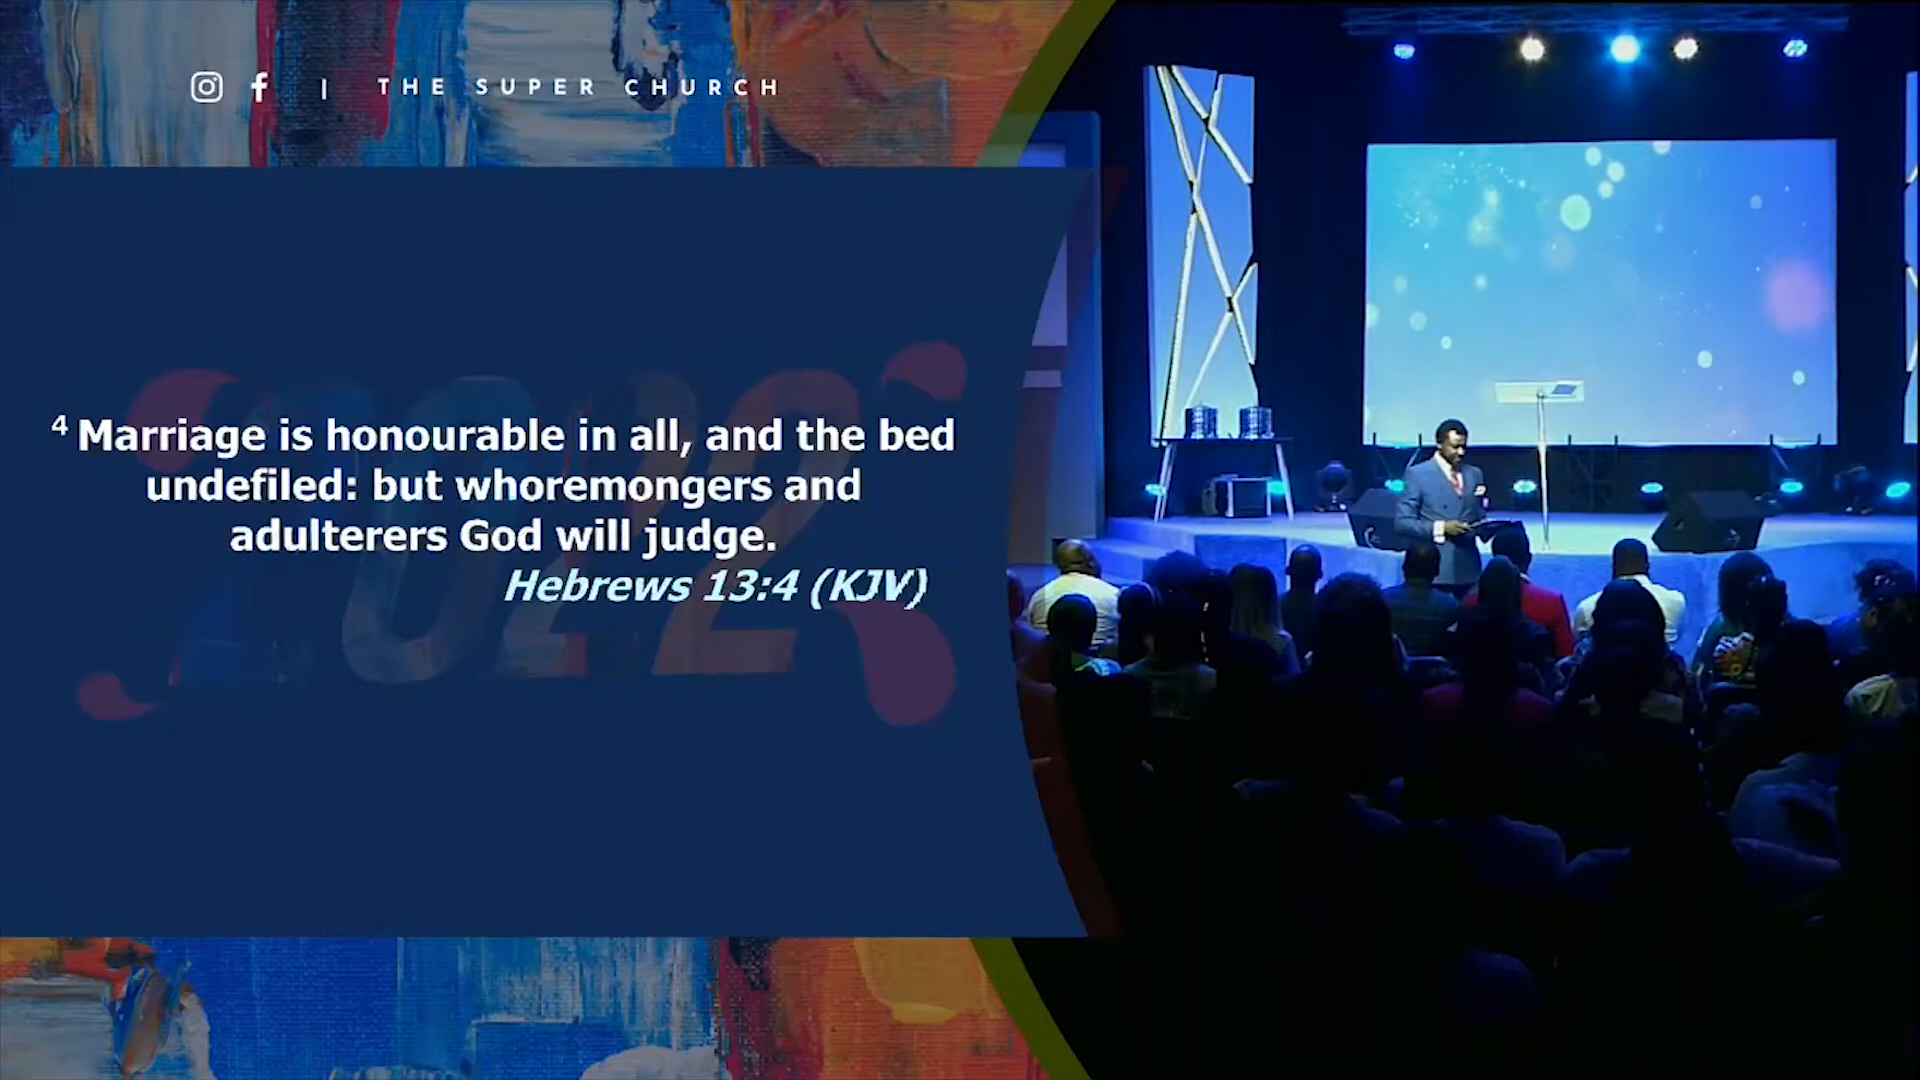 | THE SUPER CHURCH
2022
4 Marriage is honourable in all, and the bed
undefiled: but whoremongers and
adulterers God will judge.
Hebrews 13:4 (KJV)